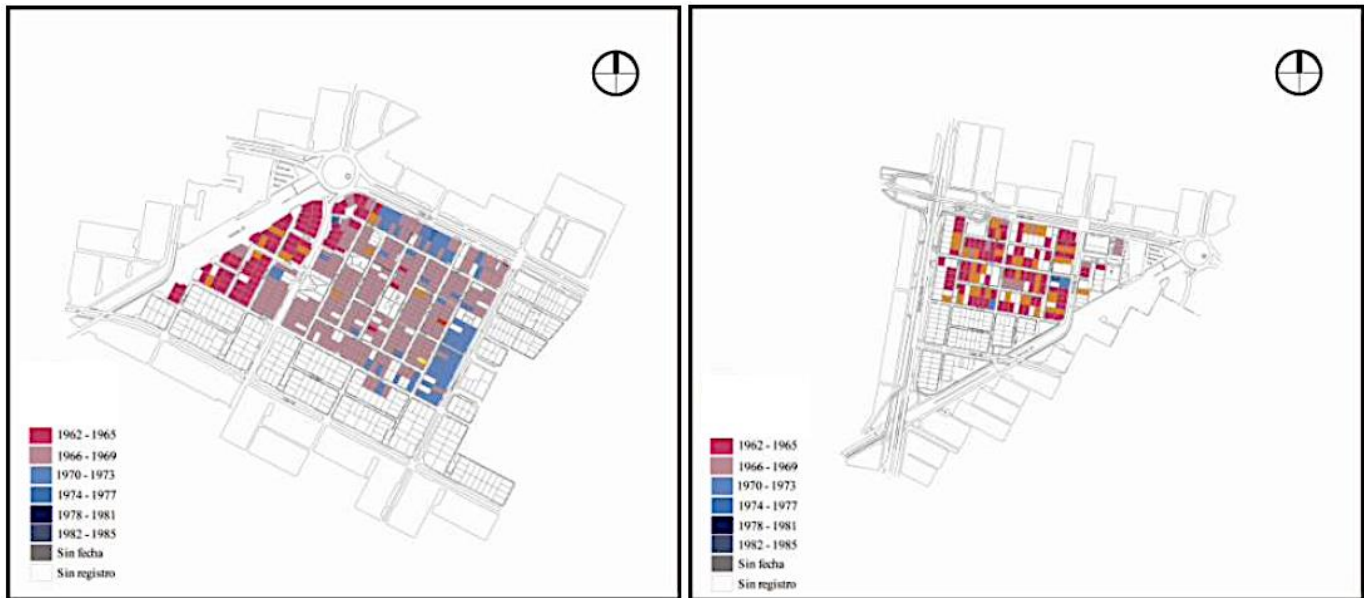 1962 - 1965
1966 - 1969
1970 - 1973
1974 - 1977
1978 - 1981
1982 - 1985
Sin fecha
Sin registro
1962 - 1965
1966 - 1969
1970 - 1973
1974 - 1977
1978 - 1981
1982 - 1985
Sin fecha
Sin registro